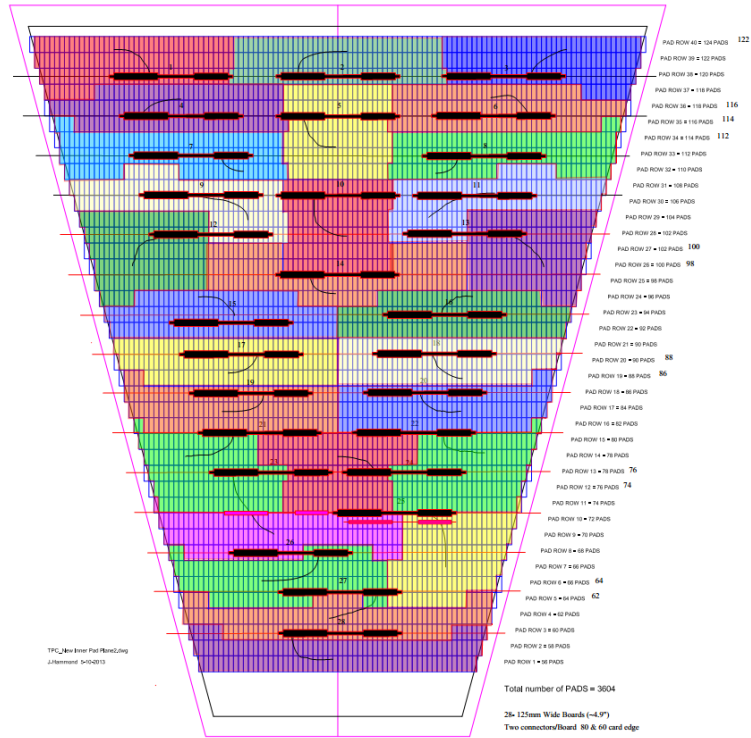 PAD ROW 40 = 124 PADS 122
1
2
3
PAD ROW 39 = 122 PADS
PAD ROW 38 = 120 PADS
PAD ROW 37 = 118 PADS
4
5
6
PAD ROW 36 = 118 PADS 116
PAD ROW 35 = 116 PADS 114
PAD ROW 34 = 114 PADS 112
7
8
PAD ROW 33 = 112 PADS
PAD ROW 32 = 110 PADS
9
10
11
PAD ROW 31 = 108 PADS
PAD ROW 30 = 106 PADS
PAD ROW 29 = 104 PADS
12
13
PAD ROW 28 = 102 PADS
PAD ROW 27 = 102 PADS 100
14
PAD ROW 26 = 100 PADS 98
PAD ROW 25 = 98 PADS
PAD ROW 24 = 96 PADS
15
16
PAD ROW 23 = 94 PADS
PAD ROW 22 = 92 PADS
17
18
PAD ROW 21 = 90 PADS
PAD ROW 20 = 90 PADS 88
PAD ROW 19 = 88 PADS 86
19
20
PAD ROW 18 = 86 PADS
PAD ROW 17 = 84 PADS
21
22
PAD ROW 16 = 82 PADS
PAD ROW 15 = 80 PADS
PAD ROW 14 = 78 PADS
23
24
PAD ROW 13 = 78 PADS 76
PAD ROW 12 = 76 PADS 74
25
PAD ROW 11 = 74 PADS
PAD ROW 10 = 72 PADS
PAD ROW 9 = 70 PADS
26
PAD ROW 8 = 68 PADS
PAD ROW 7 = 66 PADS
27
PAD ROW 6 = 66 PADS 64
PAD ROW 5 = 64 PADS 62
PAD ROW 4 = 62 PADS
28
PAD ROW 3 = 60 PADS
PAD ROW 2 = 58 PADS
PAD ROW 1 = 56 PADS
TPC_New Inner Pad Plane2.dwg
J.Hammond 5-10-2013
Total number of PADS = 3604
28- 125mm Wide Boards (~4.9")
Two connectors/Board 80 & 60 card edge